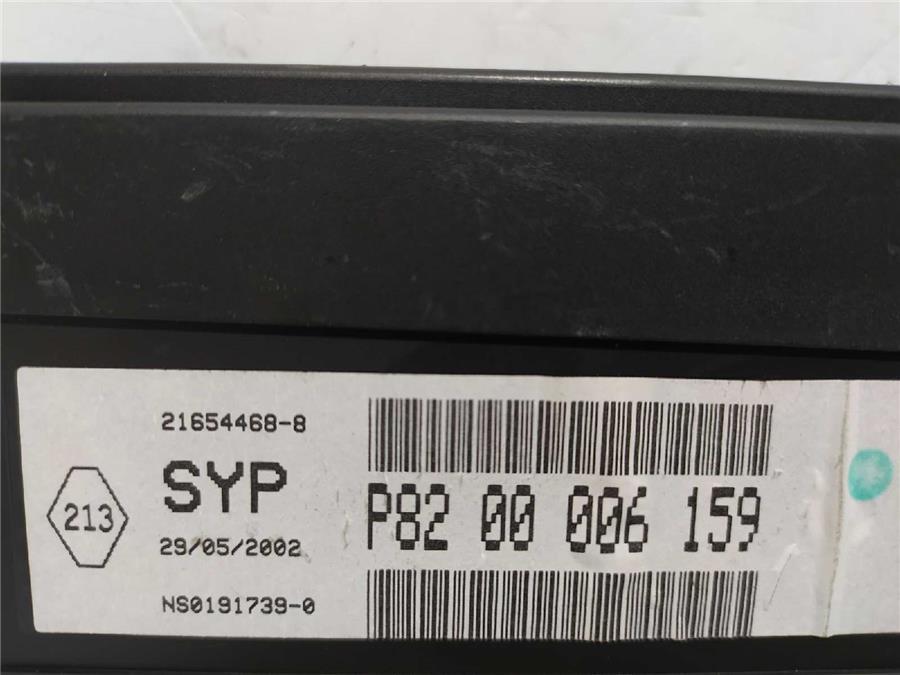 21654468-8
SYP
213
29/05/2002
NS0191739-0
P82 00 006 159